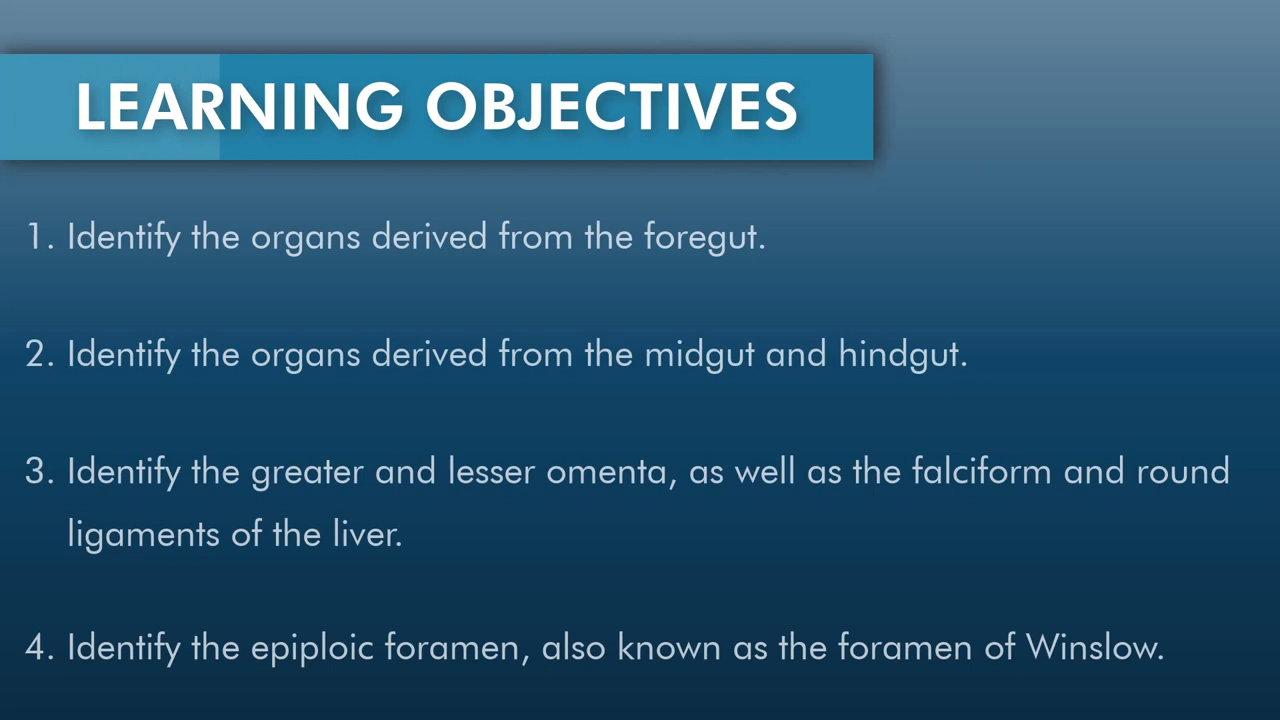 LEARNING OBJECTIVES
1. Identify the organs derived from the foregut.
2. Identify the organs derived from the midgut and hindgut.
3. Identify the greater and lesser omenta, as well as the falciform and round
ligaments of the liver.
4. Identify the epiploic foramen, also known as the foramen of Winslow.